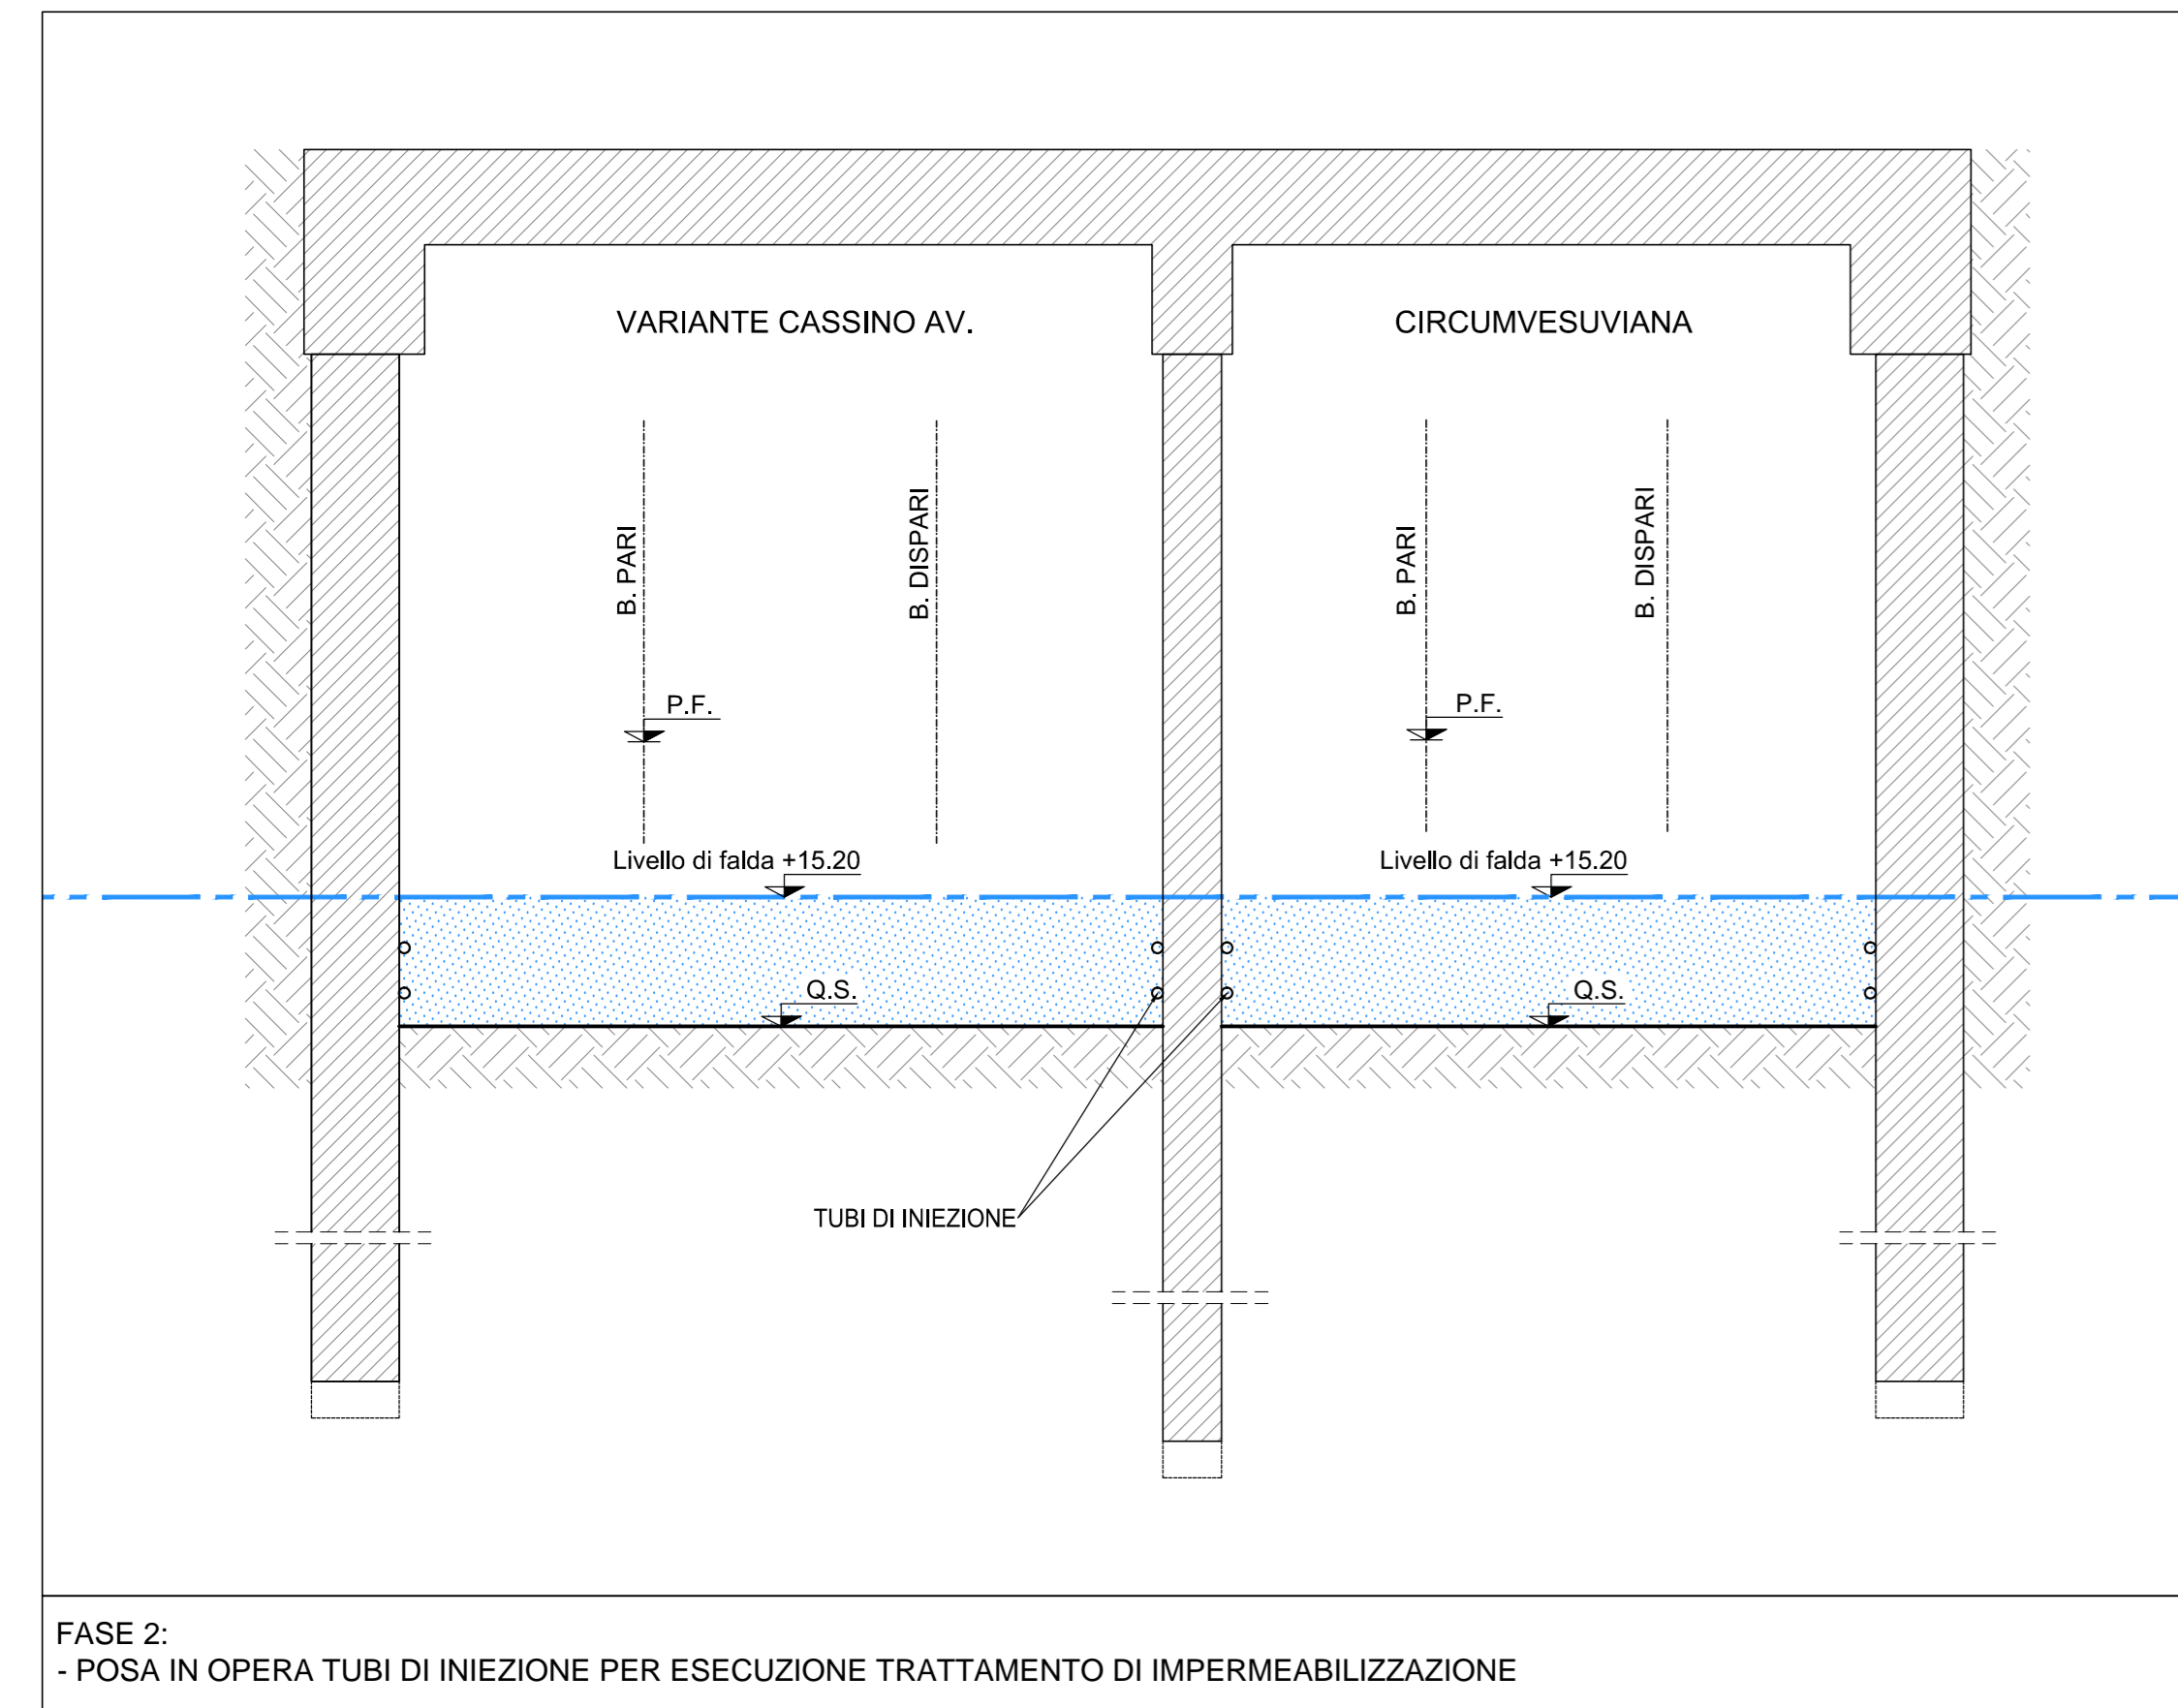 VARIANTE CASSINO AV.
CIRCUMVESUVIANA
B. PARI
B. DISPARI
B. PARI
B. DISPARI
P.F.
P.F.
Livello di falda +15.20
Livello di falda +15.20
Q.S.
Q.S.
TUBI DI INIEZIONE
FASE 2:
- POSA IN OPERA TUBI DI INIEZIONE PER ESECUZIONE TRATTAMENTO DI IMPERMEABILIZZAZIONE